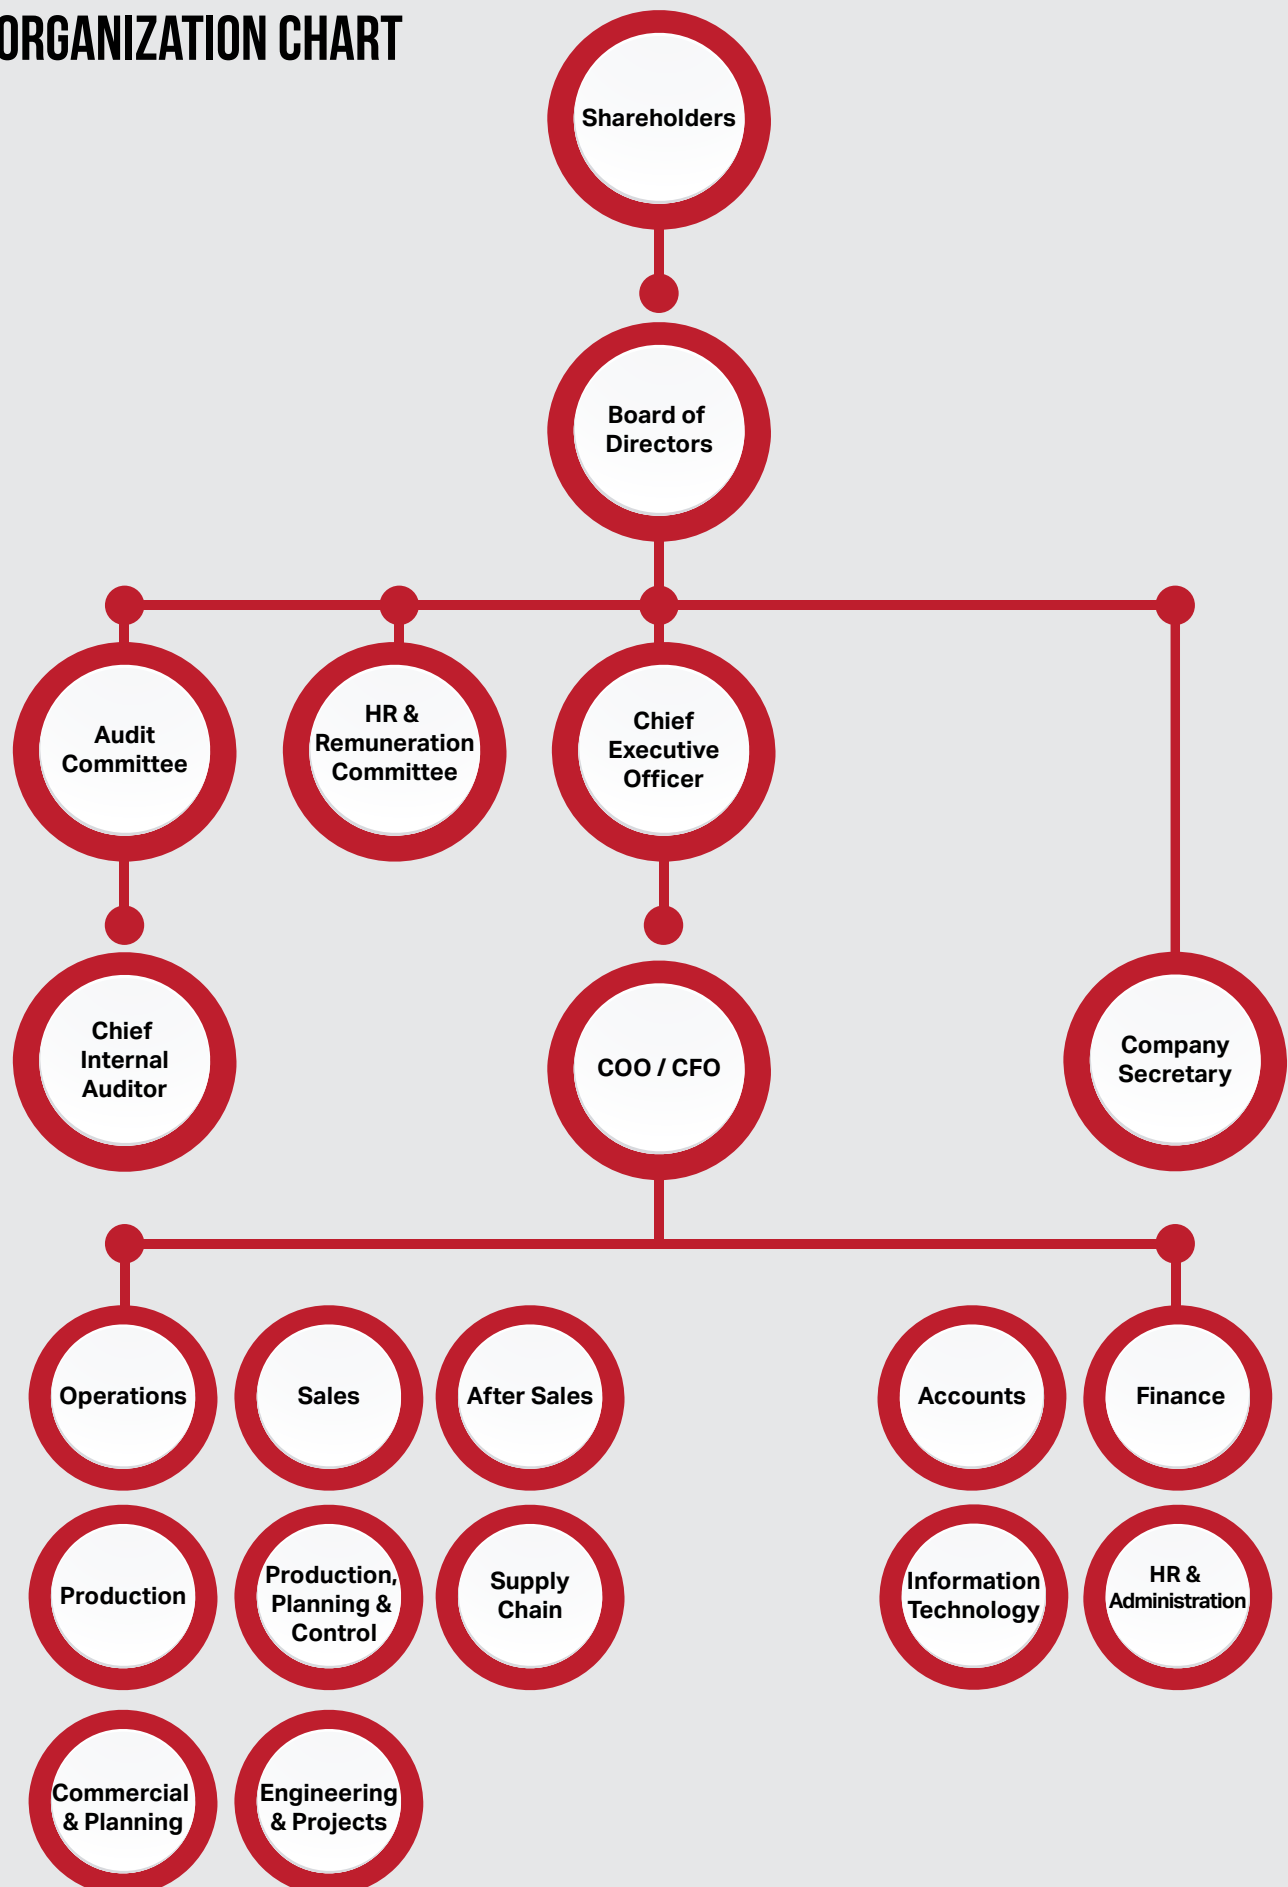 ORGANIZATION CHART
Shareholders
Board of
Directors
Audit
Committee
HR &
Remuneration
Committee
Chief
Executive
Officer
Chief
Internal
Auditor
COO / CFO
Company
Secretary
Operations
Sales
After Sales
Accounts
Finance
Production
Production,
Planning &
Control
Supply
Chain
Information
Technology
HR &
Administration
Commercial
& Planning
Engineering
& Projects